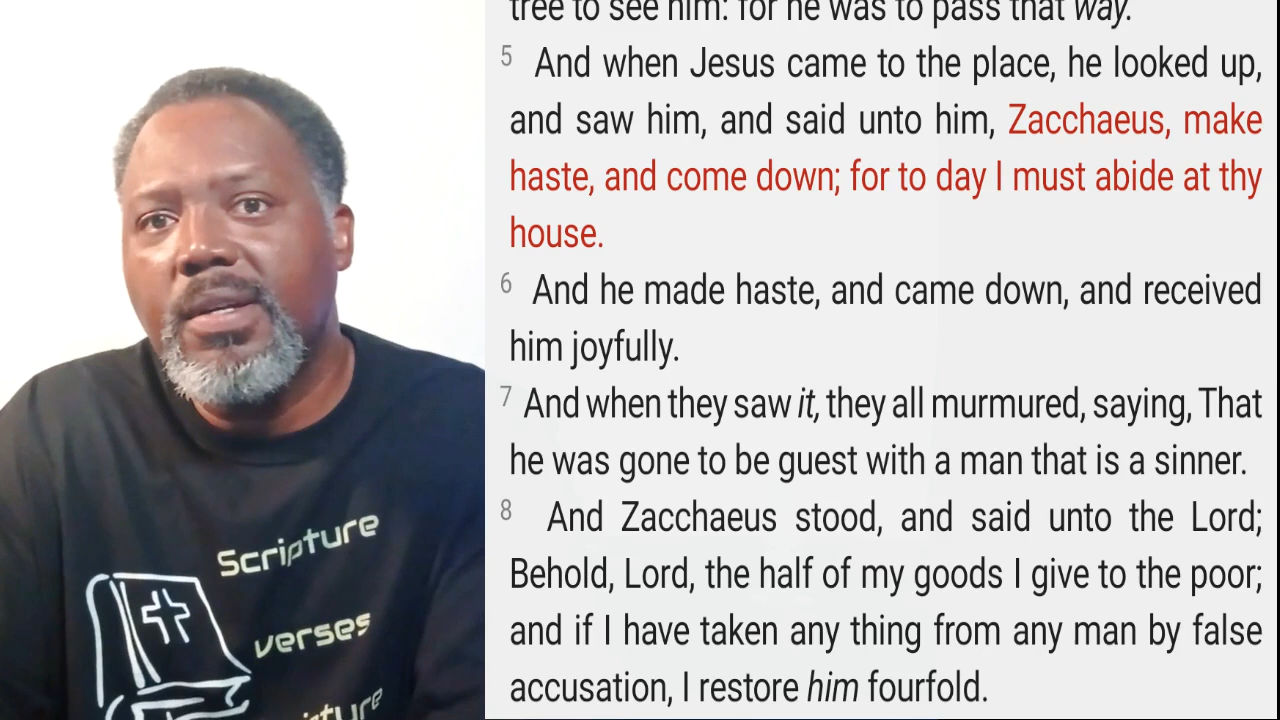 tree to see him: for he was to pass that way.
5 And when Jesus came to the place, he looked up,
and saw him, and said unto him, Zacchaeus, make
haste, and come down; for to day I must abide at thy
house.
6 And he made haste, and came down, and received
him joyfully.
7 And when they saw it, they all murmured, saying, That
he was gone to be guest with a man that is a sinner.
8 And Zacchaeus stood, and said unto the Lord;
Behold, Lord, the half of my goods I give to the poor;
and if I have taken any thing from any man by false
accusation, I restore him fourfold.
Scripture
verses